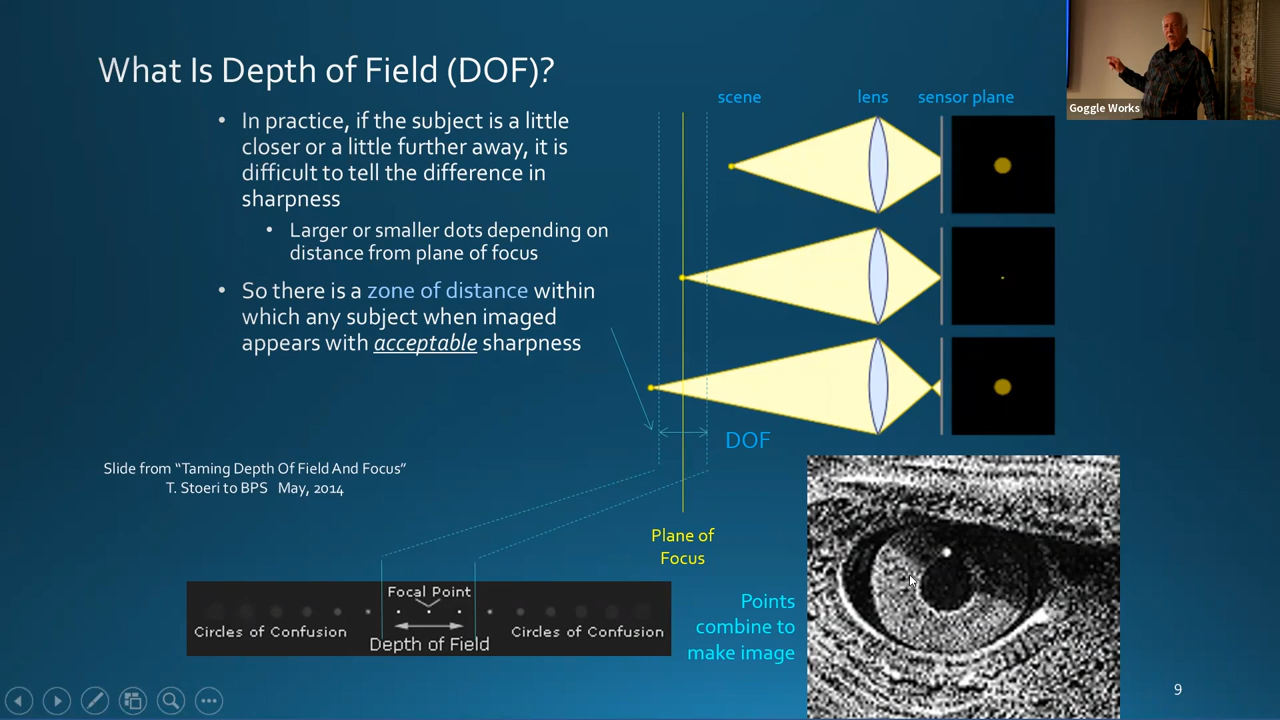 What Is Depth of Field (DOF)?
• In practice, if the subject is a little
closer or a little further away, it is
difficult to tell the difference in
sharpness
• Larger or smaller dots depending on
distance from plane of focus
• So there is a zone of distance within
which any subject when imaged
appears with acceptable sharpness
Slide from “Taming Depth Of Field And Focus”
T. Stoeri to BPS May, 2014
scene
lens
sensor plane
Goggle Works
DOF
Plane of
Focus
Focal Point
Circles of Confusion
Depth of Field
Circles of Confusion
Points
combine to
make image
9